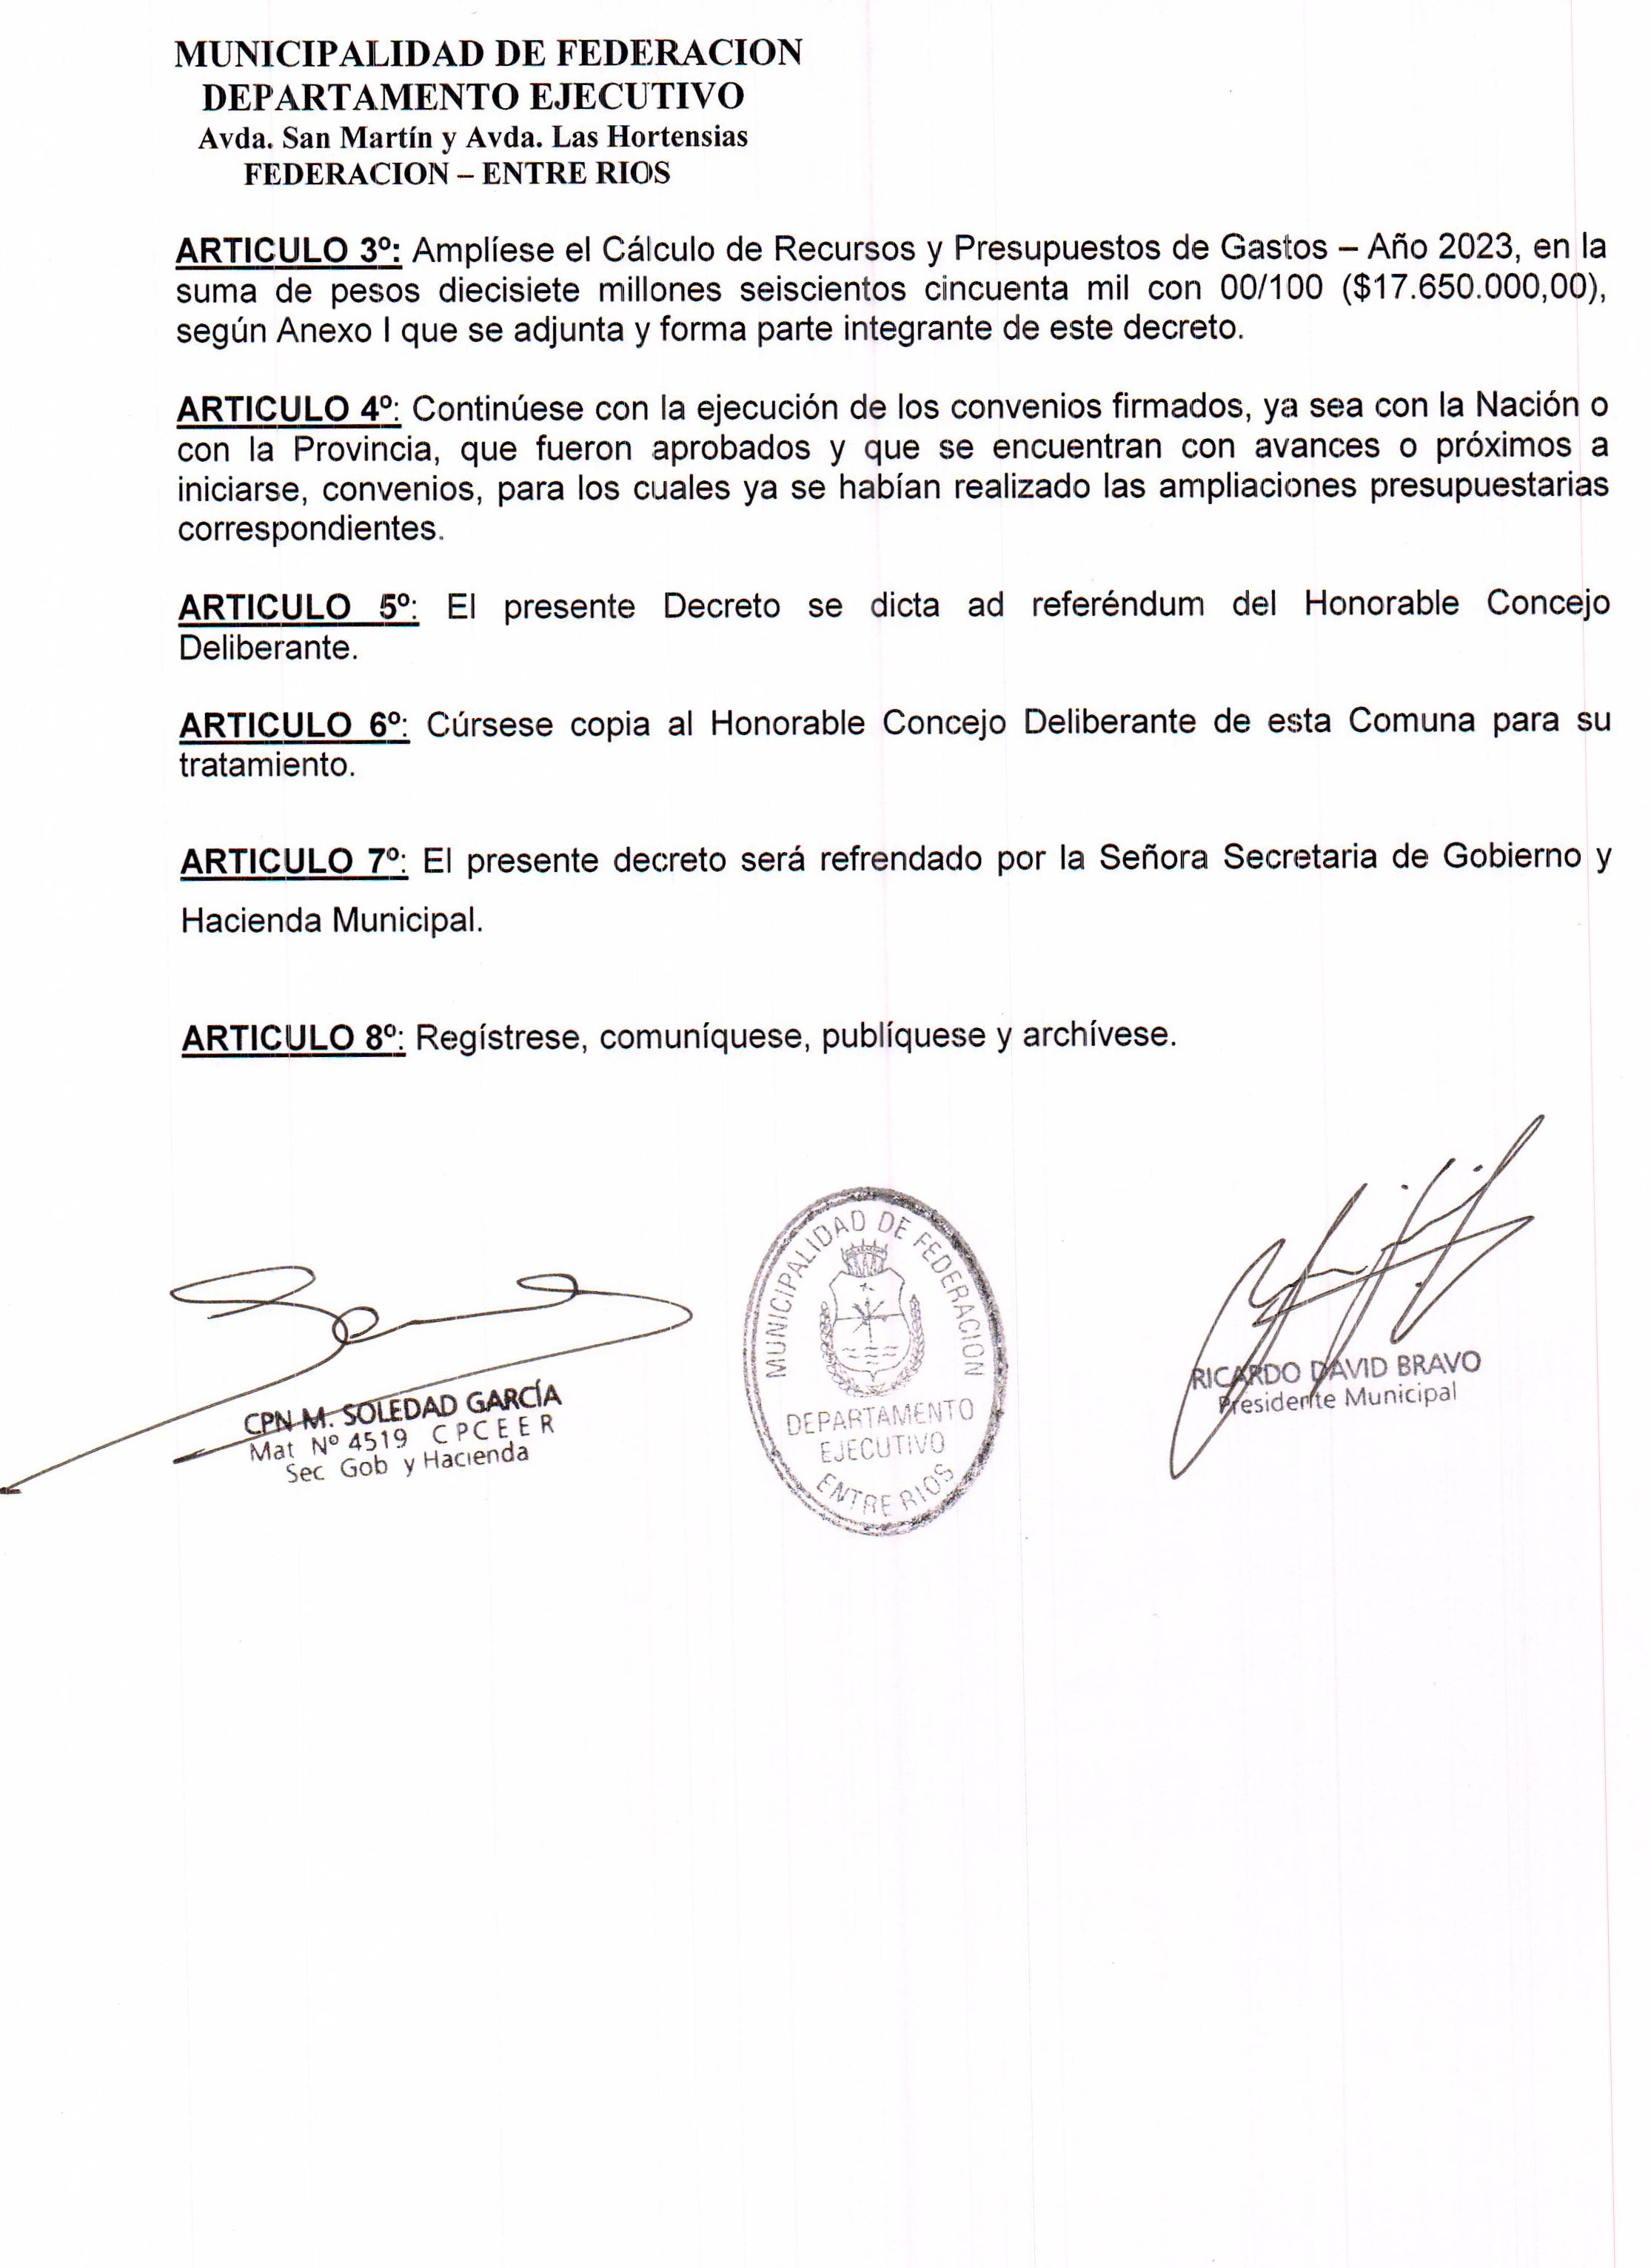 MUNICIPALIDAD DE FEDERACION
DEPARTAMENTO EJECUTIVO
Avda. San Martín y Avda. Las Hortensias
FEDERACION – ENTRE RIOS
ARTICULO 3º: Amplíese el Cálculo de Recursos y Presupuestos de Gastos – Año 2023, en la
suma de pesos diecisiete millones seiscientos cincuenta mil con 00/100 ($17.650.000,00),
según Anexo I que se adjunta y forma parte integrante de este decreto.
ARTICULO 4º: Continúese con la ejecución de los convenios firmados, ya sea con la Nación o
con la Provincia, que fueron aprobados y que se encuentran con avances o próximos a
iniciarse, convenios, para los cuales ya se habían realizado las ampliaciones presupuestarias
correspondientes.
ARTICULO 5º: El presente Decreto se dicta ad referéndum del Honorable Concejo
Deliberante.
ARTICULO 6º: Cúrsese copia al Honorable Concejo Deliberante de esta Comuna para su
tratamiento.
ARTICULO 7º: El presente decreto será refrendado por la Señora Secretaria de Gobierno y
Hacienda Municipal.
ARTICULO 8º: Regístrese, comuníquese, publíquese y archívese.
CPN M. SOLEDAD GARCÍA
Mat Nº 4519 C P C E E R
Sec Gob y Hacienda
MUNICIPALIDAD DE FEDERACION
DEPARTAMENTO
EJECUTIVO
ENTRE RIOS
RICARDO DAVID BRAVO
Presidente Municipal